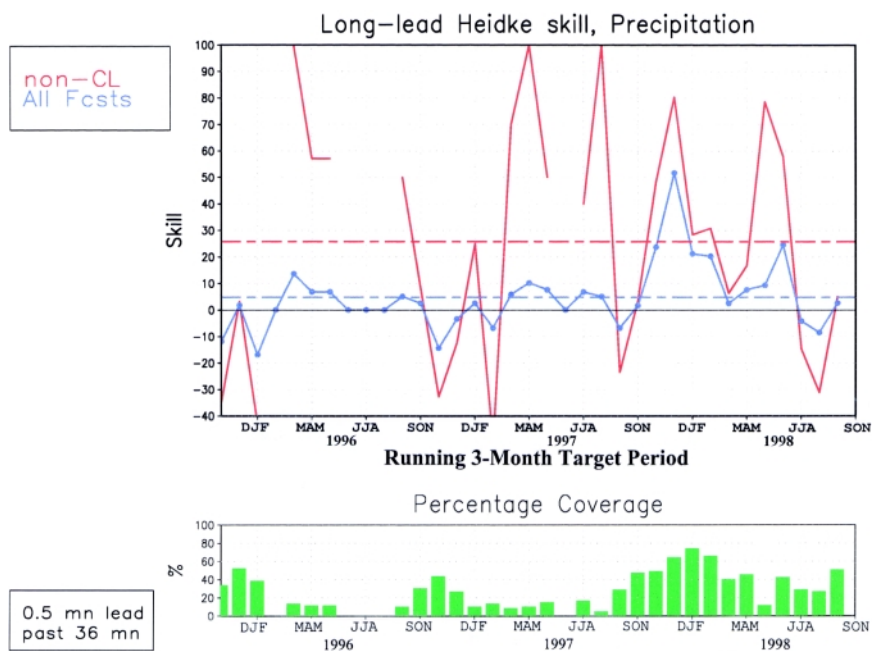 Long-lead Heidke skill, Precipitation
non-CL
All Fcsts
Skill
100
90
80
70
60
50
40
30
20
10
0
-10
-20
-30
-40
DJF MAM JJA SON DJF MAM JJA SON DJF MAM JJA SON
1996 1997 1998
Running 3-Month Target Period
Percentage Coverage
%
100
80
60
40
20
0
DJF MAM JJA SON DJF MAM JJA SON DJF MAM JJA SON
1996 1997 1998
0.5 mn lead
past 36 mn